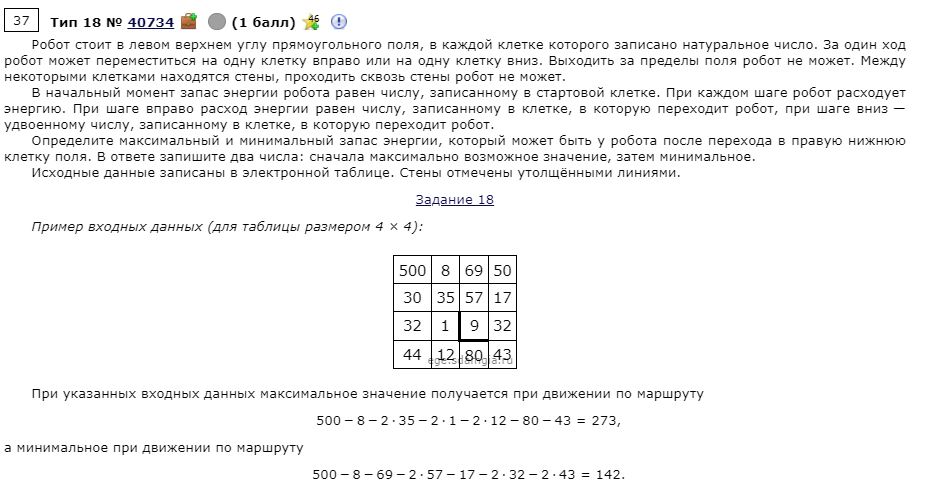 37 Тип 18 № 40734 46 (1 балл)
Робот стоит в левом верхнем углу прямоугольного поля, в каждой клетке которого записано натуральное число. За один ход
робот может переместиться на одну клетку вправо или на одну клетку вниз. Выходить за пределы поля робот не может. Между
некоторыми клетками находятся стены, проходить сквозь стены робот не может.
В начальный момент запас энергии робота равен числу, записанному в стартовой клетке. При каждом шаге робот расходует
энергию. При шаге вправо расход энергии равен числу, записанному в клетке, в которую переходит робот, при шаге вниз —
удвоенному числу, записанному в клетке, в которую переходит робот.
Определите максимальный и минимальный запас энергии, который может быть у робота после перехода в правую нижнюю
клетку поля. В ответе запишите два числа: сначала максимально возможное значение, затем минимальное.
Исходные данные записаны в электронной таблице. Стены отмечены утолщёнными линиями.
Задание 18
Пример входных данных (для таблицы размером 4 × 4):
500 8 69 50
30 35 57 17
32 1 9 32
44 12 80 43
ege.sdamgia.ru
При указанных входных данных максимальное значение получается при движении по маршруту
500 – 8 – 2 · 35 – 2 · 1 – 2 · 12 – 80 – 43 = 273,
а минимальное при движении по маршруту
500 – 8 – 69 – 2 · 57 – 17 – 2 · 32 – 2 · 43 = 142.